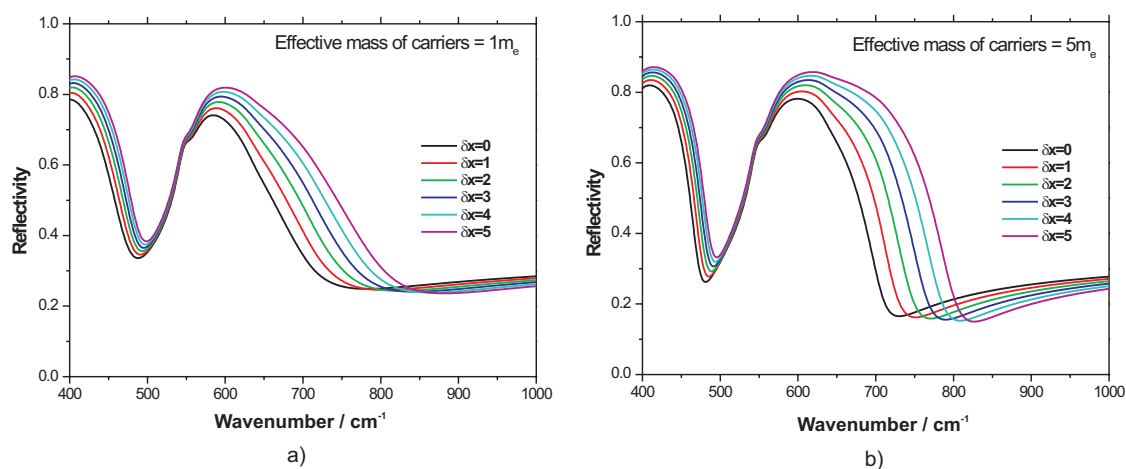 Effective mass of carriers = 1mₑ
1.0
0.8
0.6
0.4
0.2
0.0
Reflectivity
δx=0
δx=1
δx=2
δx=3
δx=4
δx=5
400 500 600 700 800 900 1000
Wavenumber / cm⁻¹
a)
Effective mass of carriers = 5mₑ
1.0
0.8
0.6
0.4
0.2
0.0
Reflectivity
δx=0
δx=1
δx=2
δx=3
δx=4
δx=5
400 500 600 700 800 900 1000
Wavenumber / cm⁻¹
b)